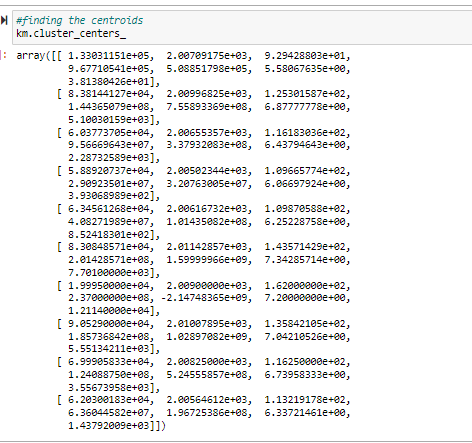 #finding the centroids
km.cluster_centers_
array([[ 1.33031151e+05, 2.00709175e+03, 9.29428803e+01,
9.67710541e+05, 5.08851798e+05, 5.58067635e+00,
3.81380426e+01],
[ 8.38144127e+04, 2.00996825e+03, 1.25301587e+02,
1.44365079e+08, 7.55893369e+08, 6.87777778e+00,
5.10030159e+03],
[ 6.03773705e+04, 2.00655357e+03, 1.16183036e+02,
9.56669643e+07, 3.37932083e+08, 6.43794643e+00,
2.28732589e+03],
[ 5.88920737e+04, 2.00502344e+03, 1.09665774e+02,
2.90923501e+07, 3.20763005e+07, 6.06697924e+00,
3.93068989e+02],
[ 6.34561268e+04, 2.00616732e+03, 1.09870588e+02,
4.08271989e+07, 1.01435082e+08, 6.25228758e+00,
8.52418301e+02],
[ 8.30848571e+04, 2.01142857e+03, 1.43571429e+02,
2.01428571e+08, 1.59999966e+09, 7.34285714e+00,
7.70100000e+03],
[ 1.99950000e+04, 2.00900000e+03, 1.62000000e+02,
2.37000000e+08, -2.14748365e+09, 7.20000000e+00,
1.21140000e+04],
[ 9.05290000e+04, 2.01007895e+03, 1.35842105e+02,
1.85736842e+08, 1.02897082e+09, 7.04210526e+00,
5.55134211e+03],
[ 6.99905833e+04, 2.00825000e+03, 1.16250000e+02,
1.24088750e+08, 5.24555857e+08, 6.73958333e+00,
3.55673958e+03],
[ 6.20300183e+04, 2.00564612e+03, 1.13219178e+02,
6.36044582e+07, 1.96725386e+08, 6.33721461e+00,
1.43792009e+03]])